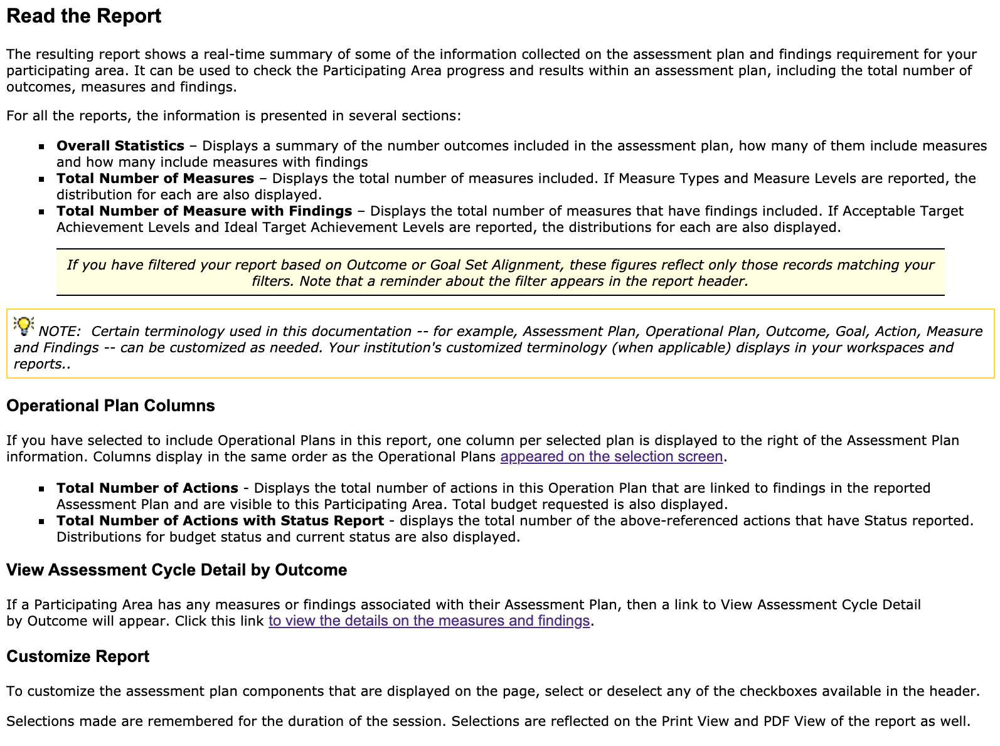 Read the Report
The resulting report shows a real-time summary of some of the information collected on the assessment plan and findings requirement for your
participating area. It can be used to check the Participating Area progress and results within an assessment plan, including the total number of
outcomes, measures and findings.
For all the reports, the information is presented in several sections:
▪ Overall Statistics – Displays a summary of the number outcomes included in the assessment plan, how many of them include measures
and how many include measures with findings
▪ Total Number of Measures – Displays the total number of measures included. If Measure Types and Measure Levels are reported, the
distribution for each are also displayed.
▪ Total Number of Measure with Findings – Displays the total number of measures that have findings included. If Acceptable Target
Achievement Levels and Ideal Target Achievement Levels are reported, the distributions for each are also displayed.
If you have filtered your report based on Outcome or Goal Set Alignment, these figures reflect only those records matching your
filters. Note that a reminder about the filter appears in the report header.
NOTE:  Certain terminology used in this documentation -- for example, Assessment Plan, Operational Plan, Outcome, Goal, Action, Measure
and Findings -- can be customized as needed. Your institution's customized terminology (when applicable) displays in your workspaces and
reports..
Operational Plan Columns
If you have selected to include Operational Plans in this report, one column per selected plan is displayed to the right of the Assessment Plan
information. Columns display in the same order as the Operational Plans appeared on the selection screen.
▪ Total Number of Actions - Displays the total number of actions in this Operation Plan that are linked to findings in the reported
Assessment Plan and are visible to this Participating Area. Total budget requested is also displayed.
▪ Total Number of Actions with Status Report - displays the total number of the above-referenced actions that have Status reported.
Distributions for budget status and current status are also displayed.
View Assessment Cycle Detail by Outcome
If a Participating Area has any measures or findings associated with their Assessment Plan, then a link to View Assessment Cycle Detail
by Outcome will appear. Click this link to view the details on the measures and findings.
Customize Report
To customize the assessment plan components that are displayed on the page, select or deselect any of the checkboxes available in the header.
Selections made are remembered for the duration of the session. Selections are reflected on the Print View and PDF View of the report as well.